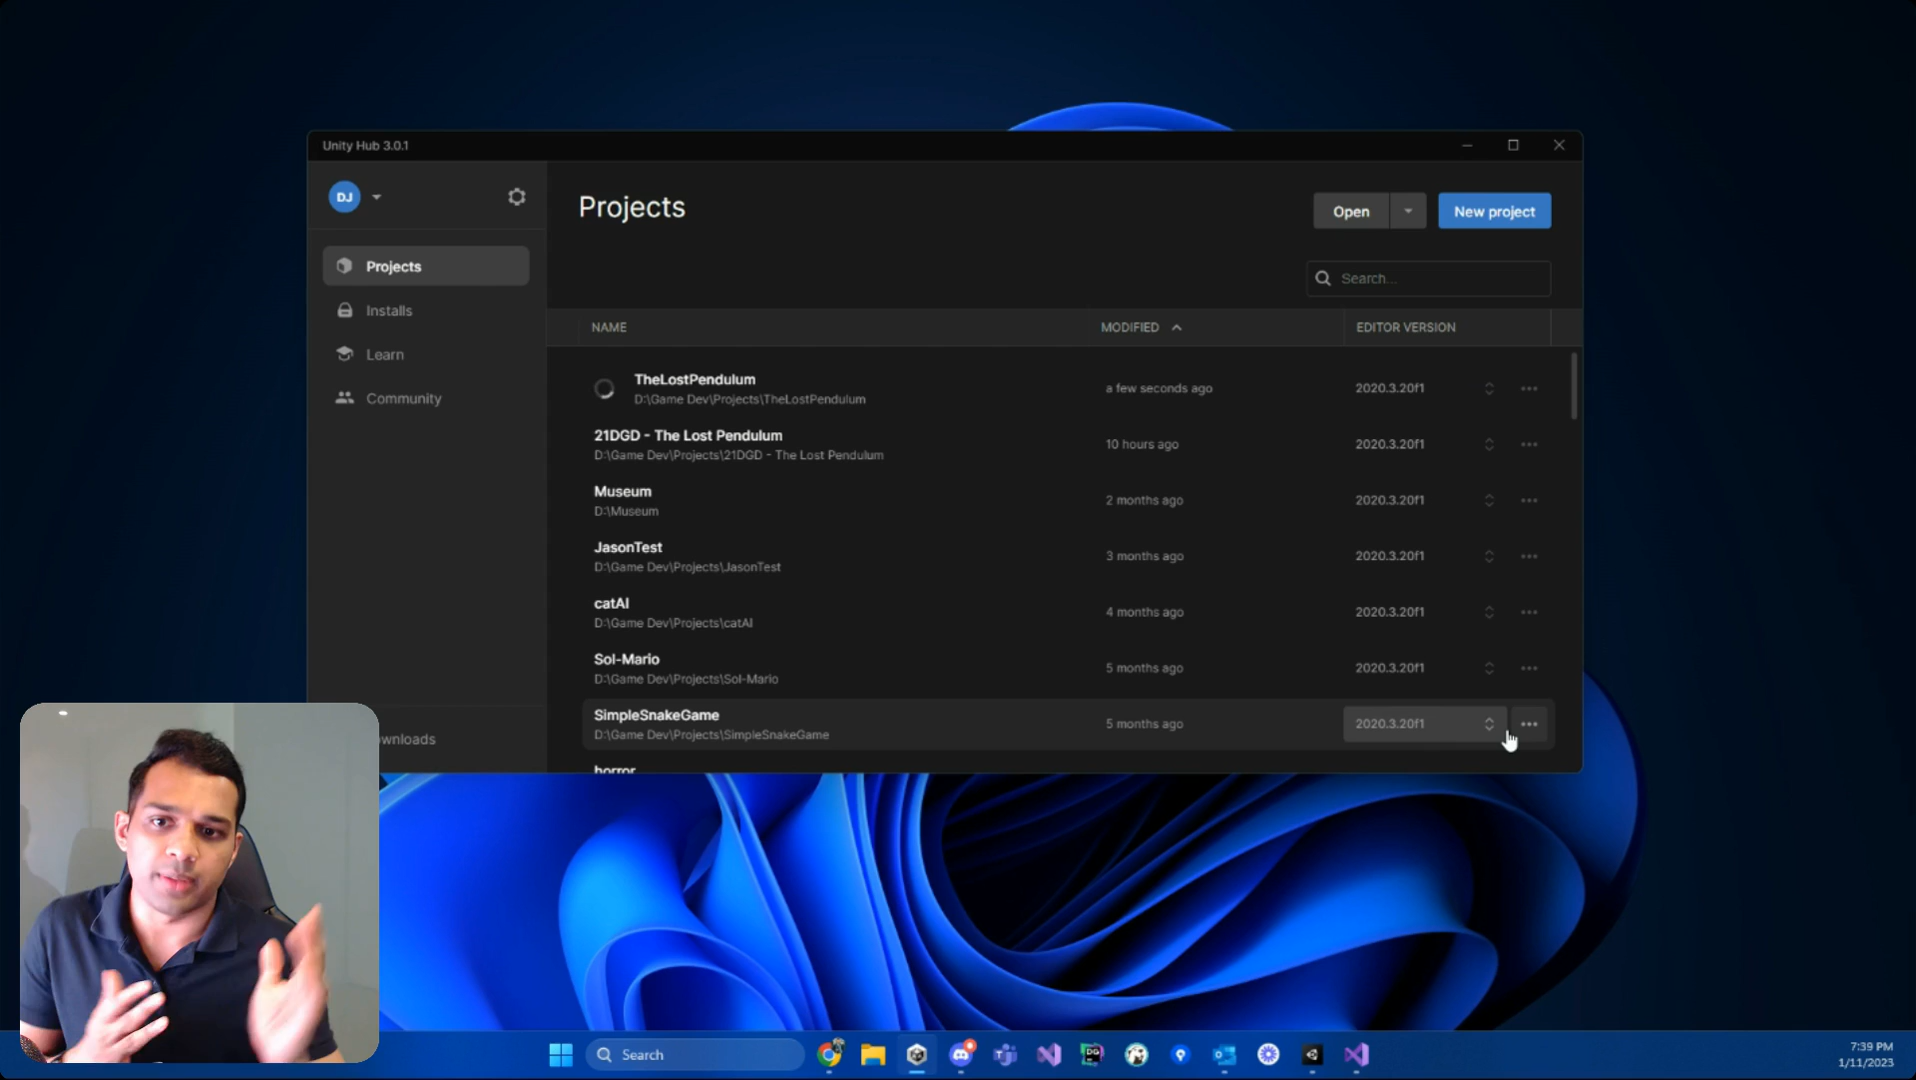 Unity Hub 3.0.1
DJ
Projects
Open
New project
Search...
Projects
Installs
Learn
Community
NAME
MODIFIED
EDITOR VERSION
TheLostPendulum
a few seconds ago
2020.3.20f1
D:\Game Dev\Projects\TheLostPendulum
21DGD - The Lost Pendulum
10 hours ago
2020.3.20f1
D:\Game Dev\Projects\21DGD - The Lost Pendulum
Museum
2 months ago
2020.3.20f1
D:\Museum
JasonTest
3 months ago
2020.3.20f1
D:\Game Dev\Projects\JasonTest
catAI
4 months ago
2020.3.20f1
D:\Game Dev\Projects\catAI
Sol-Mario
5 months ago
2020.3.20f1
D:\Game Dev\Projects\Sol-Mario
SimpleSnakeGame
5 months ago
2020.3.20f1
D:\Game Dev\Projects\SimpleSnakeGame
horror
wnloads
Search
DG
7:39 PM
1/11/2023